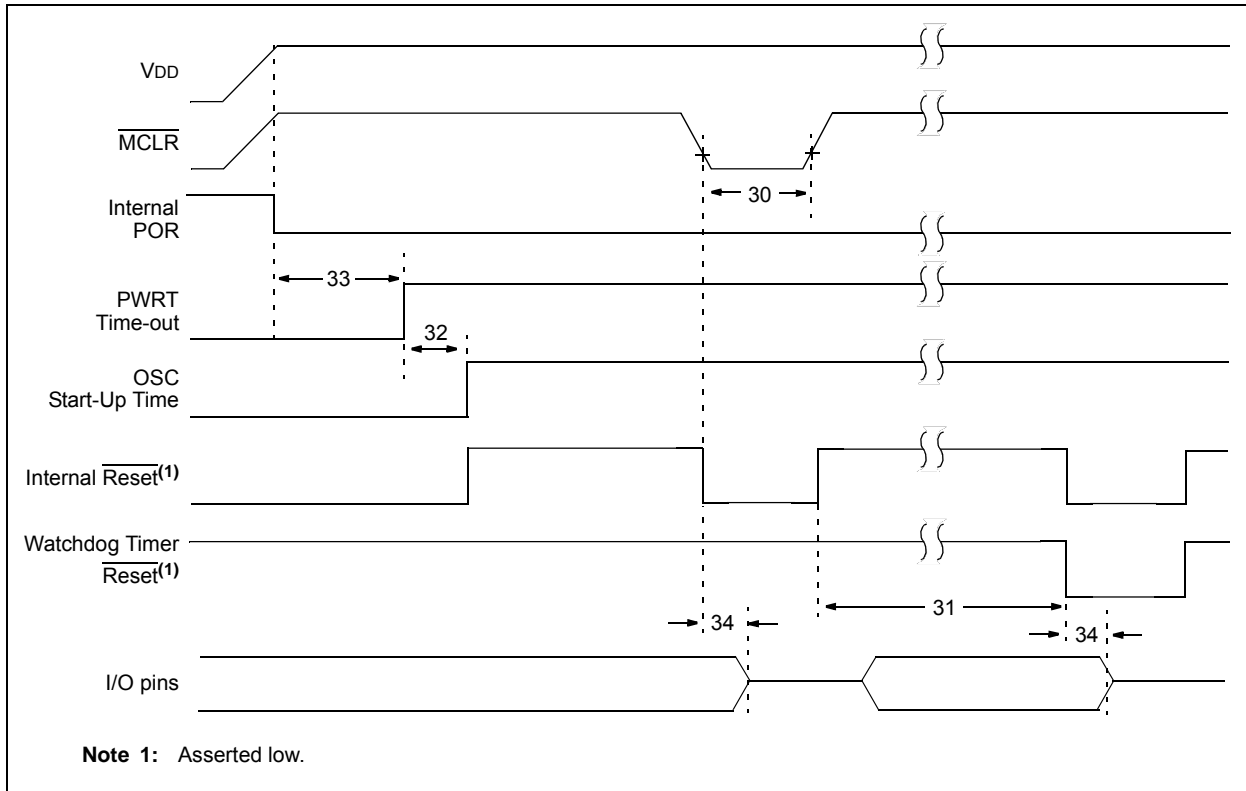 VDD
MCLR
30
Internal
POR
33
PWRT
Time-out
32
OSC
Start-Up Time
Internal Reset(1)
Watchdog Timer
Reset(1)
31
34
34
I/O pins
Note 1: Asserted low.